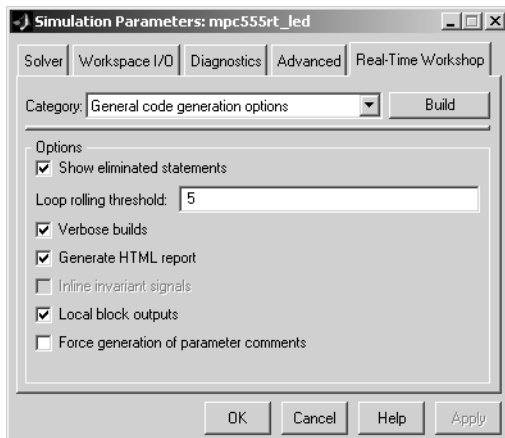 Simulation Parameters: mpc555rt_led
Solver Workspace I/O Diagnostics Advanced Real-Time Workshop
Category: General code generation options Build
Options
Show eliminated statements
Loop rolling threshold: 5
Verbose builds
Generate HTML report
Inline invariant signals
Local block outputs
Force generation of parameter comments
OK Cancel Help Apply